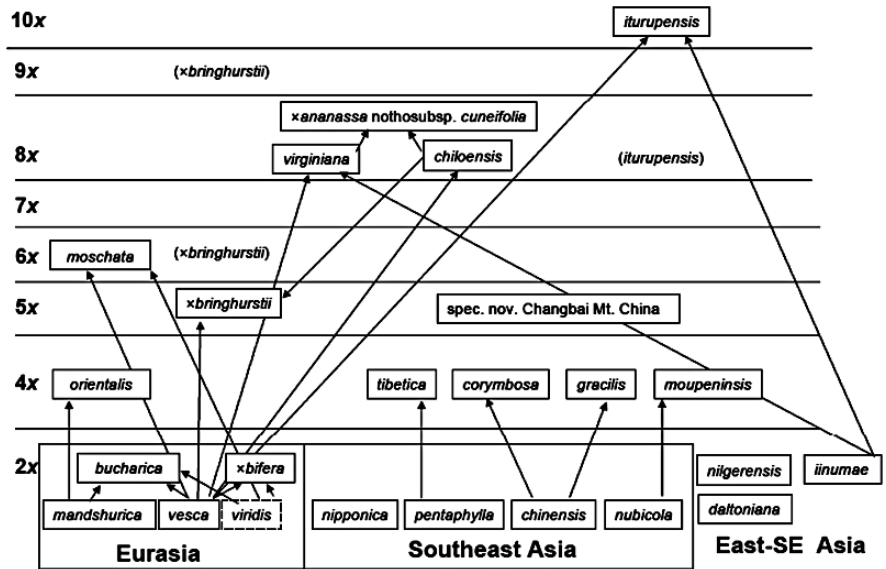 10x
iturupensis
9x
(×bringhurstii)
×ananassa nothosubsp. cuneifolia
8x
virginiana
chiloensis
(iturupensis)
7x
6x
moschata
(×bringhurstii)
5x
×bringhurstii
spec. nov. Changbai Mt. China
4x
orientalis
tibetica
corymbosa
gracilis
moupeninsis
2x
bucharica
×bifera
nilgerensis
iinumae
mandshurica
vesca
viridis
nipponica
pentaphylla
chinensis
nubicola
daltoniana
Eurasia
Southeast Asia
East-SE Asia